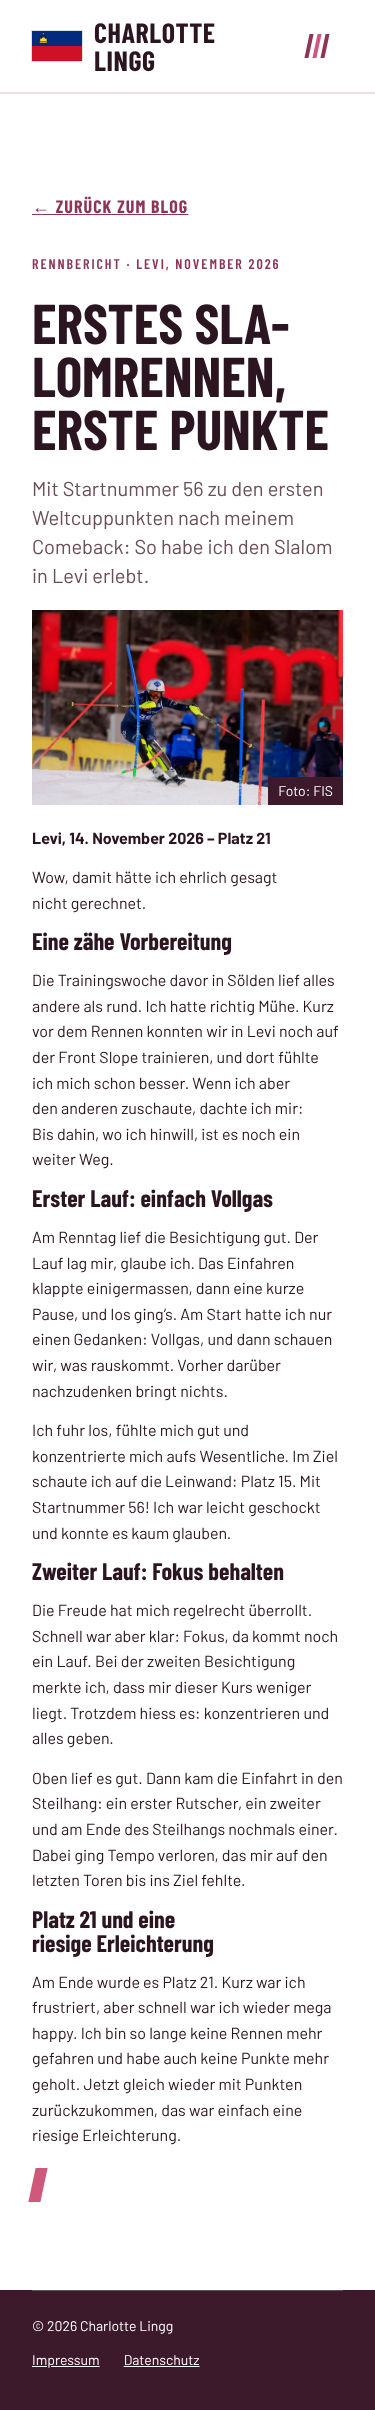 CHARLOTTE
LINGG
← ZURÜCK ZUM BLOG
RENNBERICHT · LEVI, NOVEMBER 2026
ERSTES SLA-
LOMRENNEN,
ERSTE PUNKTE
Mit Startnummer 56 zu den ersten
Weltcuppunkten nach meinem
Comeback: So habe ich den Slalom
in Levi erlebt.
Hom
Foto: FIS
Levi, 14. November 2026 – Platz 21
Wow, damit hätte ich ehrlich gesagt
nicht gerechnet.
Eine zähe Vorbereitung
Die Trainingswoche davor in Sölden lief alles
andere als rund. Ich hatte richtig Mühe. Kurz
vor dem Rennen konnten wir in Levi noch auf
der Front Slope trainieren, und dort fühlte
ich mich schon besser. Wenn ich aber
den anderen zuschaute, dachte ich mir:
Bis dahin, wo ich hinwill, ist es noch ein
weiter Weg.
Erster Lauf: einfach Vollgas
Am Renntag lief die Besichtigung gut. Der
Lauf lag mir, glaube ich. Das Einfahren
klappte einigermassen, dann eine kurze
Pause, und los ging’s. Am Start hatte ich nur
einen Gedanken: Vollgas, und dann schauen
wir, was rauskommt. Vorher darüber
nachzudenken bringt nichts.
Ich fuhr los, fühlte mich gut und
konzentrierte mich aufs Wesentliche. Im Ziel
schaute ich auf die Leinwand: Platz 15. Mit
Startnummer 56! Ich war leicht geschockt
und konnte es kaum glauben.
Zweiter Lauf: Fokus behalten
Die Freude hat mich regelrecht überrollt.
Schnell war aber klar: Fokus, da kommt noch
ein Lauf. Bei der zweiten Besichtigung
merkte ich, dass mir dieser Kurs weniger
liegt. Trotzdem hiess es: konzentrieren und
alles geben.
Oben lief es gut. Dann kam die Einfahrt in den
Steilhang: ein erster Rutscher, ein zweiter
und am Ende des Steilhangs nochmals einer.
Dabei ging Tempo verloren, das mir auf den
letzten Toren bis ins Ziel fehlte.
Platz 21 und eine
riesige Erleichterung
Am Ende wurde es Platz 21. Kurz war ich
frustriert, aber schnell war ich wieder mega
happy. Ich bin so lange keine Rennen mehr
gefahren und habe auch keine Punkte mehr
geholt. Jetzt gleich wieder mit Punkten
zurückzukommen, das war einfach eine
riesige Erleichterung.
© 2026 Charlotte Lingg
Impressum Datenschutz